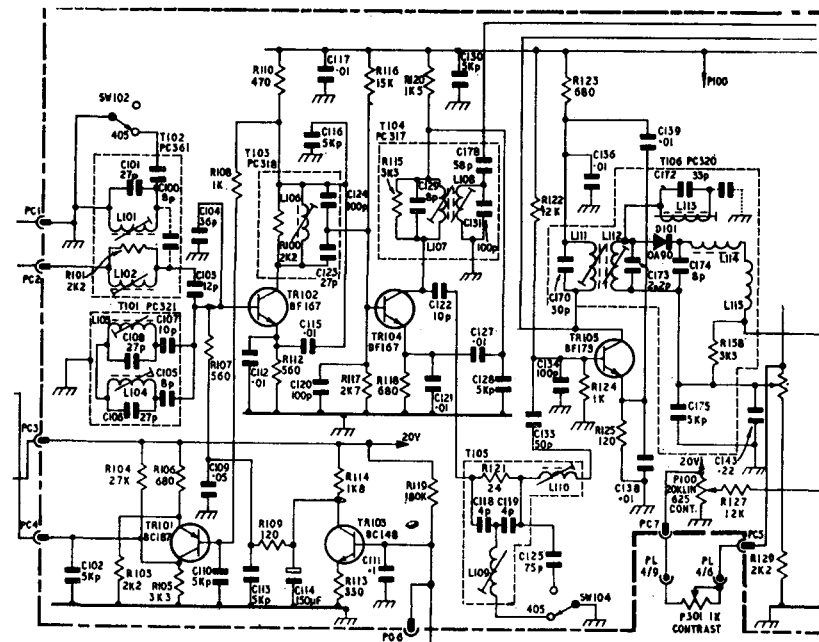 R110
470
C117
·01
R116
15K
R120
1K5
C130
5Kp
R123
680
P100
SW102
405
T102
PC361
C101
27p
C100
8p
L101
R101
2K2
L102
PC1
PC2
C104
56p
C103
12p
R108
1K
C116
5Kp
T103
PC318
L106
R100
2K2
C124
100p
C123
27p
T104
PC317
R115
3K3
C129
8p
L107
L108
C178
58p
C131
100p
C139
·01
C136
·01
R122
12K
T106 PC320
C172
33p
L113
L111
L112
D101
OA90
L114
C170
30p
C173
2p2p
C174
8p
L115
T101 PC321
L105
C107
10p
C108
27p
C105
8p
L104
C106
27p
R107
560
TR102
BF167
C115
·01
C112
·01
R112
560
C120
100p
R117
2K7
TR104
BF167
R118
680
C121
·01
C122
10p
C127
·01
C128
5Kp
TR105
BF173
C134
100p
R124
1K
R125
120
C133
50p
R158
3K3
C175
5Kp
C143
·22
PC3
20V
R104
27K
R106
680
C109
·05
R114
1K8
R119
180K
T105
R121
24
L110
C118
4p
C119
4p
C138
·01
20V
P100
20KLIN
625
CONT.
R127
12K
PC4
TR101
BC187
R109
120
TR103
BC148
C102
5Kp
R103
2K2
R105
3K3
C110
5Kp
C113
5Kp
C114
150µF
R113
330
C111
·1
L109
C125
75p
405
SW104
PC6
PC7
PC5
PL
4/9
PL
4/6
P301 1K
CONTRAST
R129
2K2